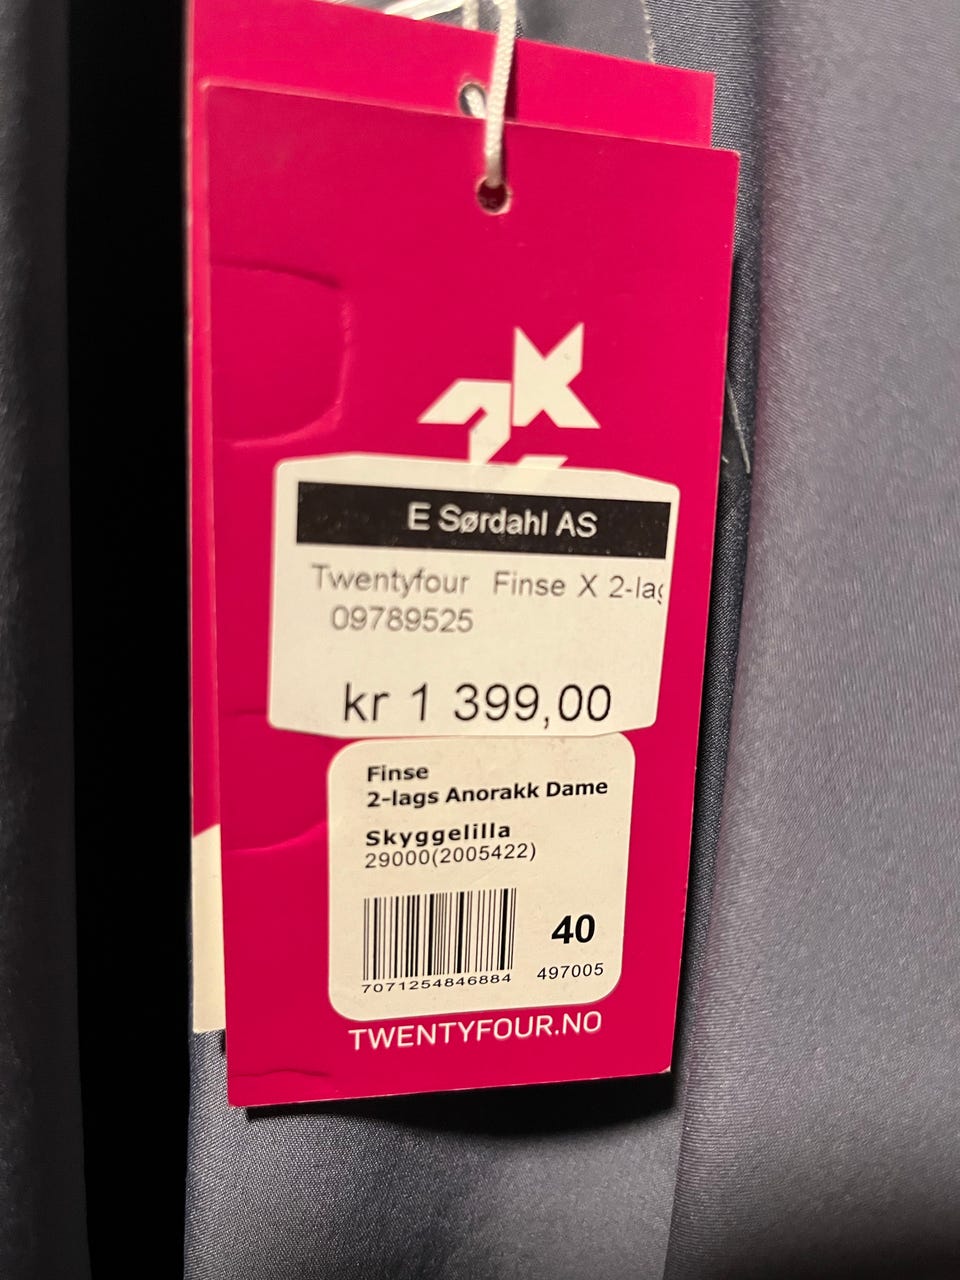 E Sørdahl AS
Twentyfour Finse X 2-lag
09789525
kr 1 399,00
Finse
2-lags Anorakk Dame
Skyggelilla
29000(2005422)
40
7071254846884
497005
TWENTYFOUR.NO